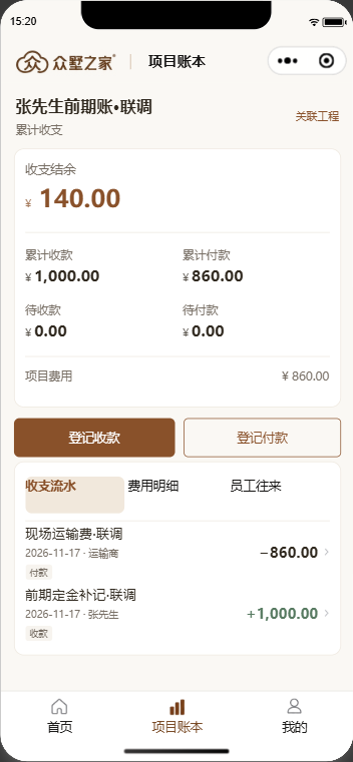 15:20
众墅之家® 项目账本
张先生前期账•联调
关联工程
累计收支
收支结余
¥ 140.00
累计收款 累计付款
¥ 1,000.00 ¥ 860.00
待收款 待付款
¥ 0.00 ¥ 0.00
项目费用 ¥ 860.00
登记收款 登记付款
收支流水 费用明细 员工往来
现场运输费·联调
2026-11-17 · 运输商 −860.00
付款
前期定金补记·联调
2026-11-17 · 张先生 +1,000.00
收款
首页 项目账本 我的